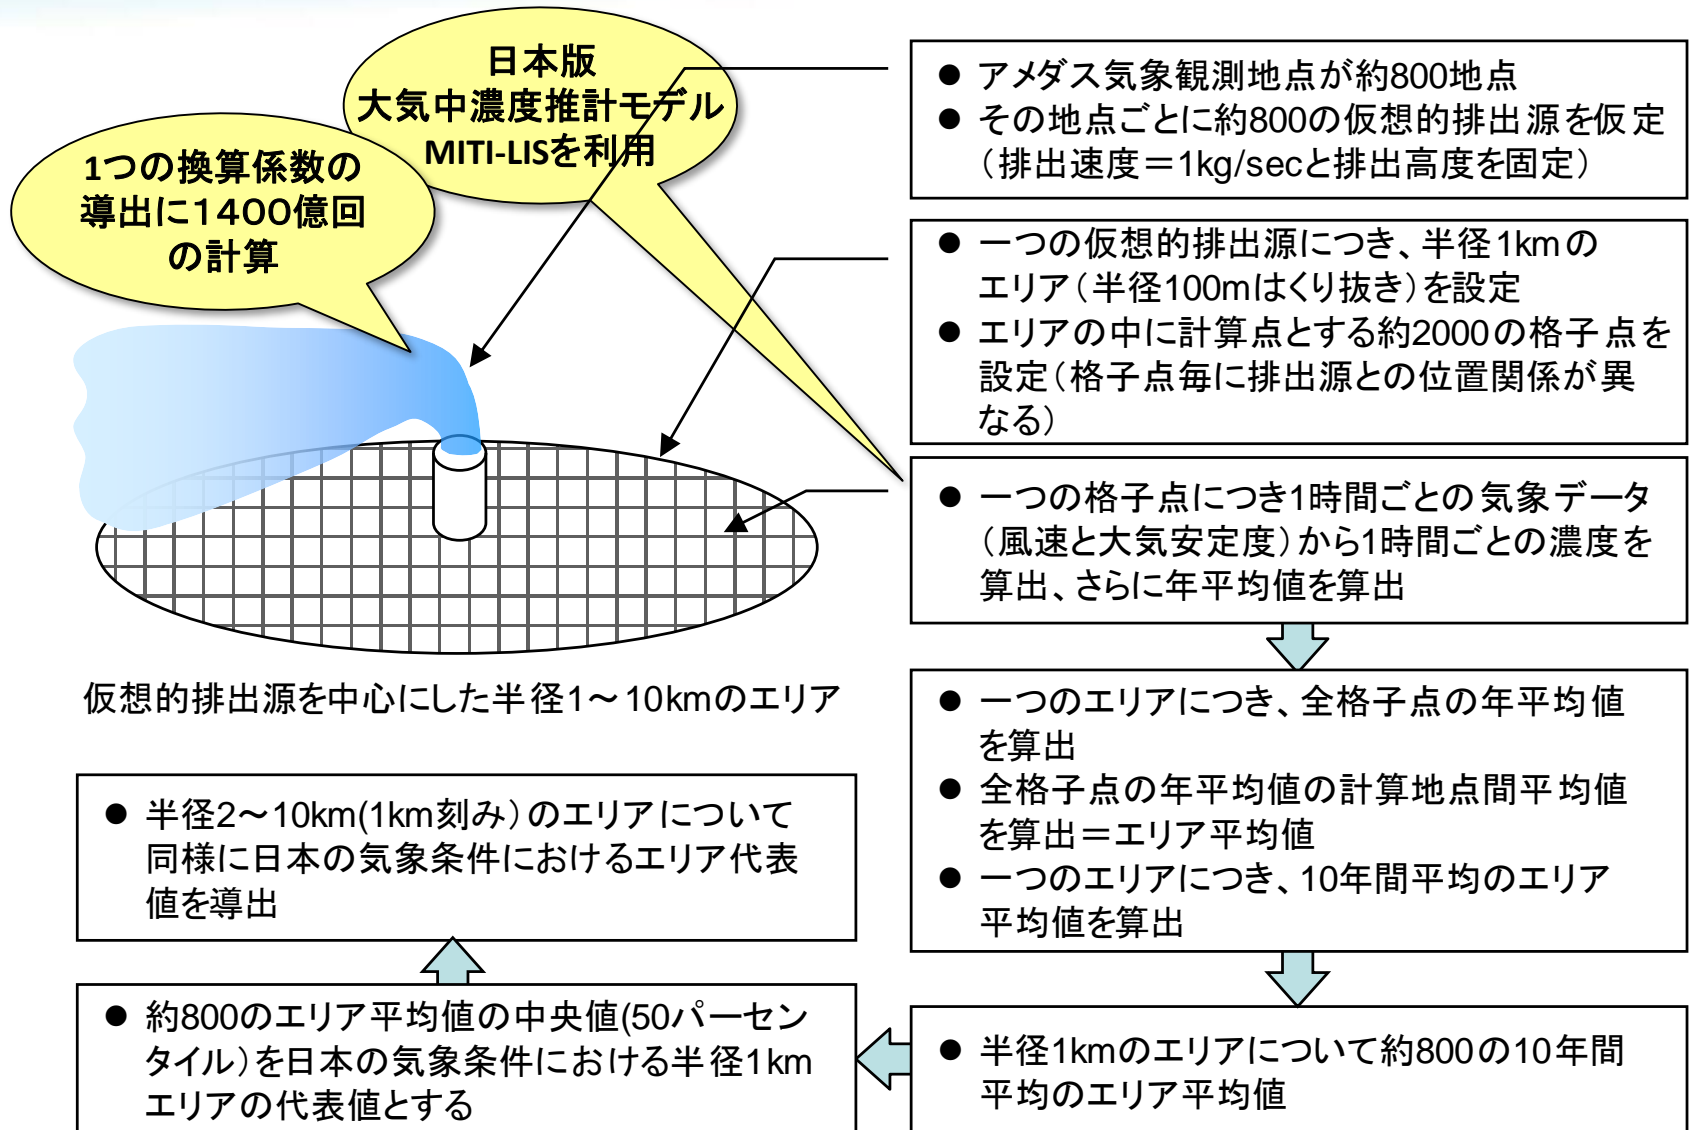 日本版
大気中濃度推計モデル
MITI-LISを利用
1つの換算係数の
導出に1400億回
の計算
● アメダス気象観測地点が約800地点
● その地点ごとに約800の仮想的排出源を仮定
（排出速度＝1kg/secと排出高度を固定）
● 一つの仮想的排出源につき、半径1kmの
エリア（半径100mはくり抜き）を設定
● エリアの中に計算点とする約2000の格子点を
設定（格子点毎に排出源との位置関係が異
なる）
● 一つの格子点につき1時間ごとの気象データ
（風速と大気安定度）から1時間ごとの濃度を
算出、さらに年平均値を算出
仮想的排出源を中心にした半径1～10kmのエリア
● 一つのエリアにつき、全格子点の年平均値
を算出
● 全格子点の年平均値の計算地点間平均値
を算出＝エリア平均値
● 一つのエリアにつき、10年間平均のエリア
平均値を算出
● 半径1kmのエリアについて約800の10年間
平均のエリア平均値
● 約800のエリア平均値の中央値(50パーセン
タイル）を日本の気象条件における半径1km
エリアの代表値とする
● 半径2～10km(1km刻み）のエリアについて
同様に日本の気象条件におけるエリア代表
値を導出